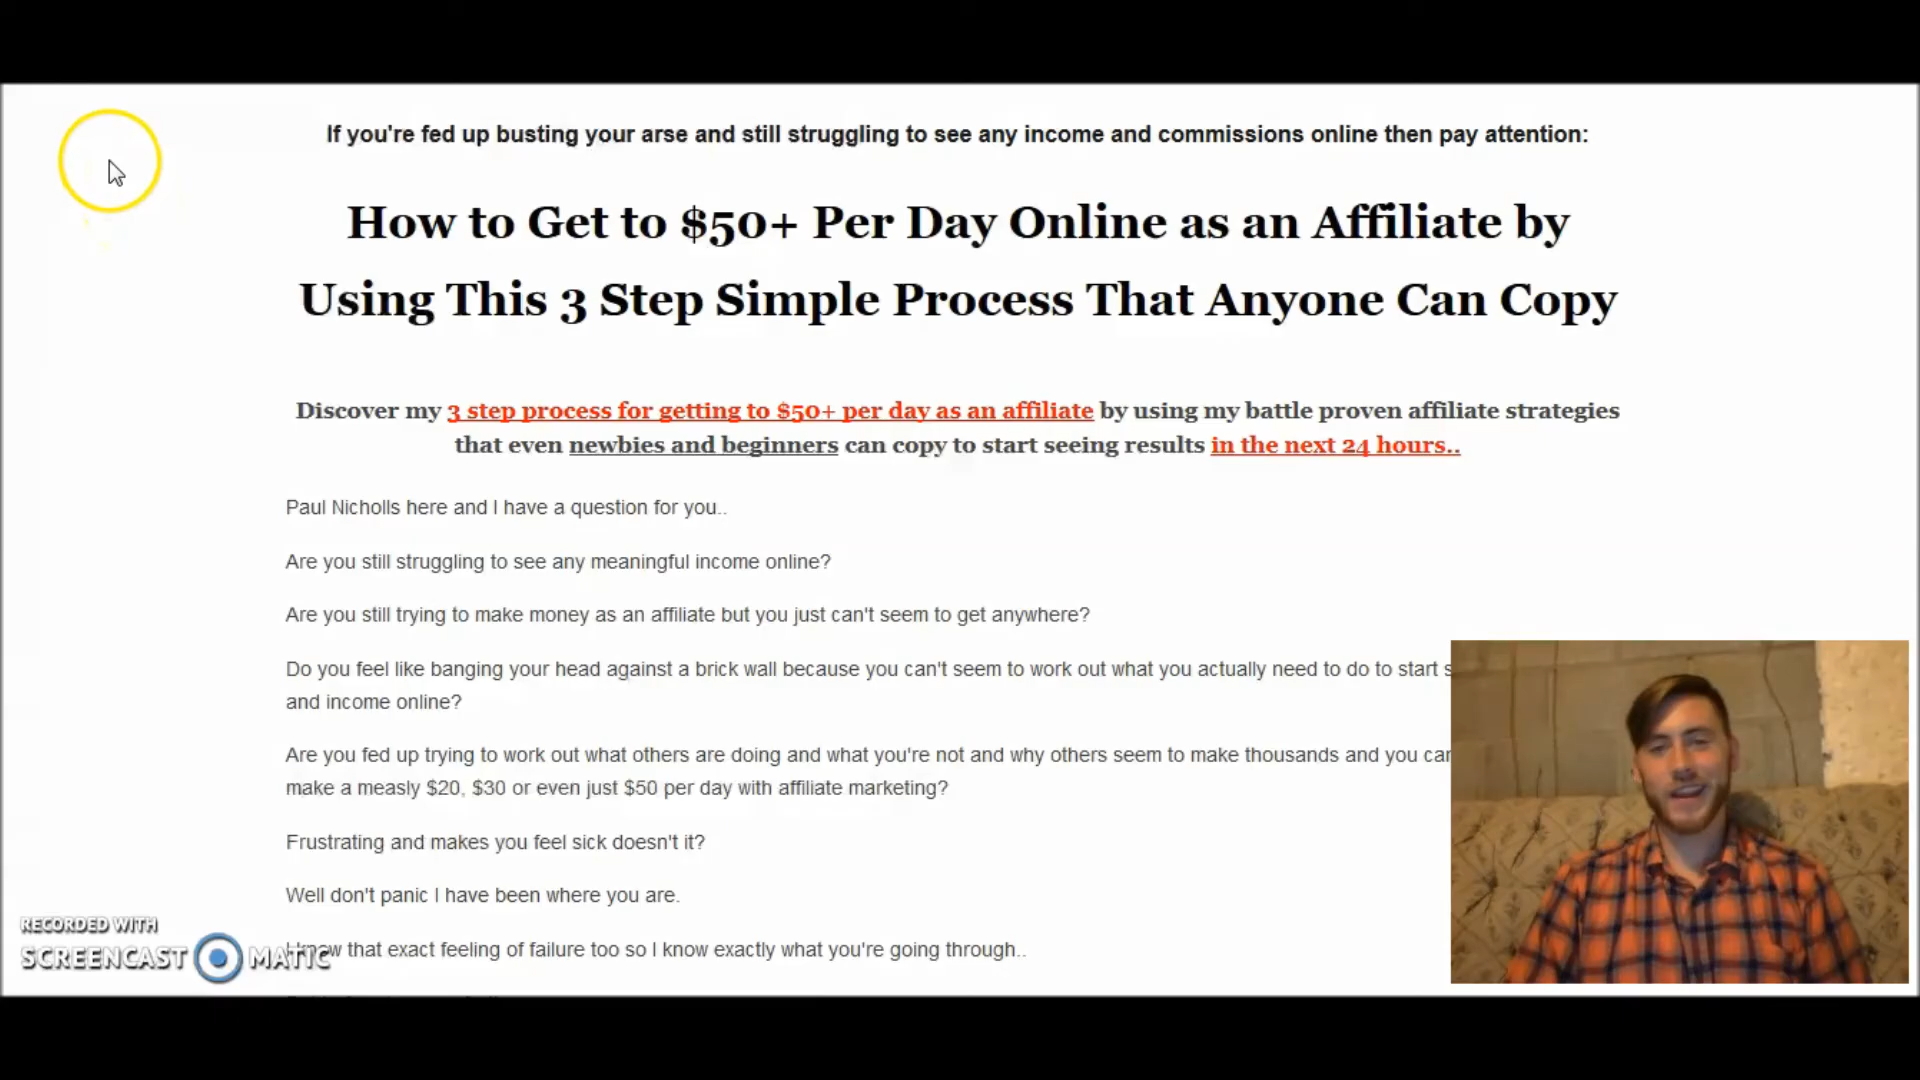 If you're fed up busting your arse and still struggling to see any income and commissions online then pay attention:
How to Get to $50+ Per Day Online as an Affiliate by
Using This 3 Step Simple Process That Anyone Can Copy
Discover my 3 step process for getting to $50+ per day as an affiliate by using my battle proven affiliate strategies
that even newbies and beginners can copy to start seeing results in the next 24 hours..
Paul Nicholls here and I have a question for you..
Are you still struggling to see any meaningful income online?
Are you still trying to make money as an affiliate but you just can't seem to get anywhere?
Do you feel like banging your head against a brick wall because you can't seem to work out what you actually need to do to start
and income online?
Are you fed up trying to work out what others are doing and what you're not and why others seem to make thousands and you
make a measly $20, $30 or even just $50 per day with affiliate marketing?
Frustrating and makes you feel sick doesn't it?
Well don't panic I have been where you are.
I know that exact feeling of failure too so I know exactly what you're going through..
RECORDED WITH
SCREENCAST MATIC